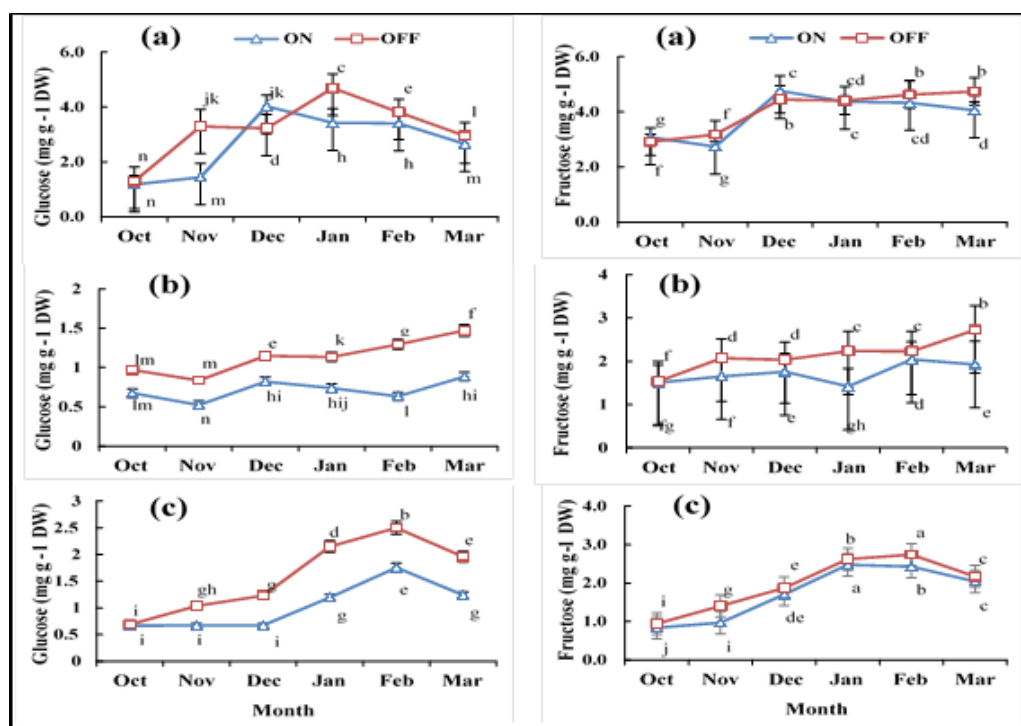 (a)
ON OFF
Glucose (mg g -1 DW)
6.0
4.0
2.0
0.0
n jk jk c e l
n m d h h m
Oct Nov Dec Jan Feb Mar
(a)
ON OFF
Fructose (mg g -1 DW)
6.0
4.0
2.0
0.0
g f c cd b b
f g b c cd d
Oct Nov Dec Jan Feb Mar
(b)
Glucose (mg g -1 DW)
2
1.5
1
0.5
0
lm m e k g f
lm n hi hij l hi
Oct Nov Dec Jan Feb Mar
(b)
Fructose (mg g -1 DW)
4
3
2
1
0
f d d c c b
fg f e gh d e
Oct Nov Dec Jan Feb Mar
(c)
Glucose (mg g -1 DW)
3
2.5
2
1.5
1
0.5
0
i gh g d b e
i i i g e g
Oct Nov Dec Jan Feb Mar
Month
(c)
Fructose (mg g-1 DW)
4.0
3.0
2.0
1.0
0.0
i g e b a c
j i de a b c
Oct Nov Dec Jan Feb Mar
Month